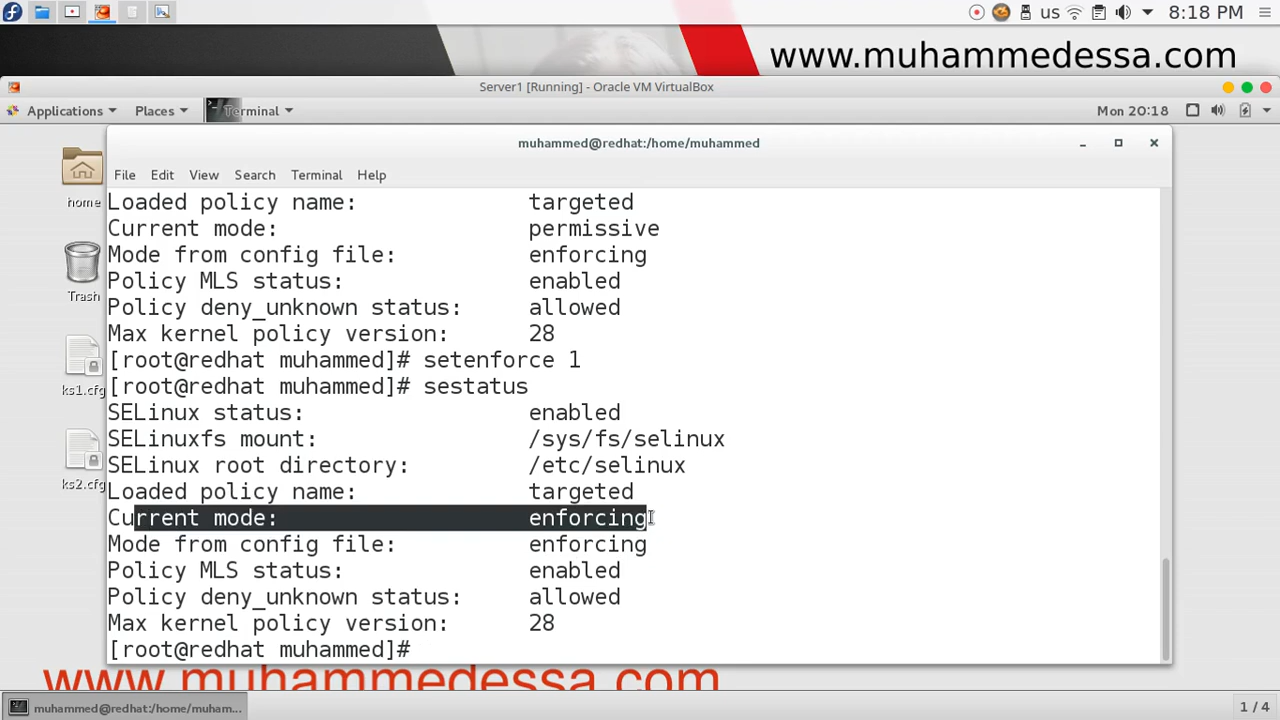 us 8:18 PM
www.muhammedessa.com
Server1 [Running] - Oracle VM VirtualBox
Applications Places Terminal Mon 20:18
muhammed@redhat:/home/muhammed
File Edit View Search Terminal Help
home
Trash
ks1.cfg
ks2.cfg
Loaded policy name: targeted
Current mode: permissive
Mode from config file: enforcing
Policy MLS status: enabled
Policy deny_unknown status: allowed
Max kernel policy version: 28
[root@redhat muhammed]# setenforce 1
[root@redhat muhammed]# sestatus
SELinux status: enabled
SELinuxfs mount: /sys/fs/selinux
SELinux root directory: /etc/selinux
Loaded policy name: targeted
Current mode: enforcing
Mode from config file: enforcing
Policy MLS status: enabled
Policy deny_unknown status: allowed
Max kernel policy version: 28
[root@redhat muhammed]#
www.muhammedessa.com
muhammed@redhat:/home/muham... 1 / 4